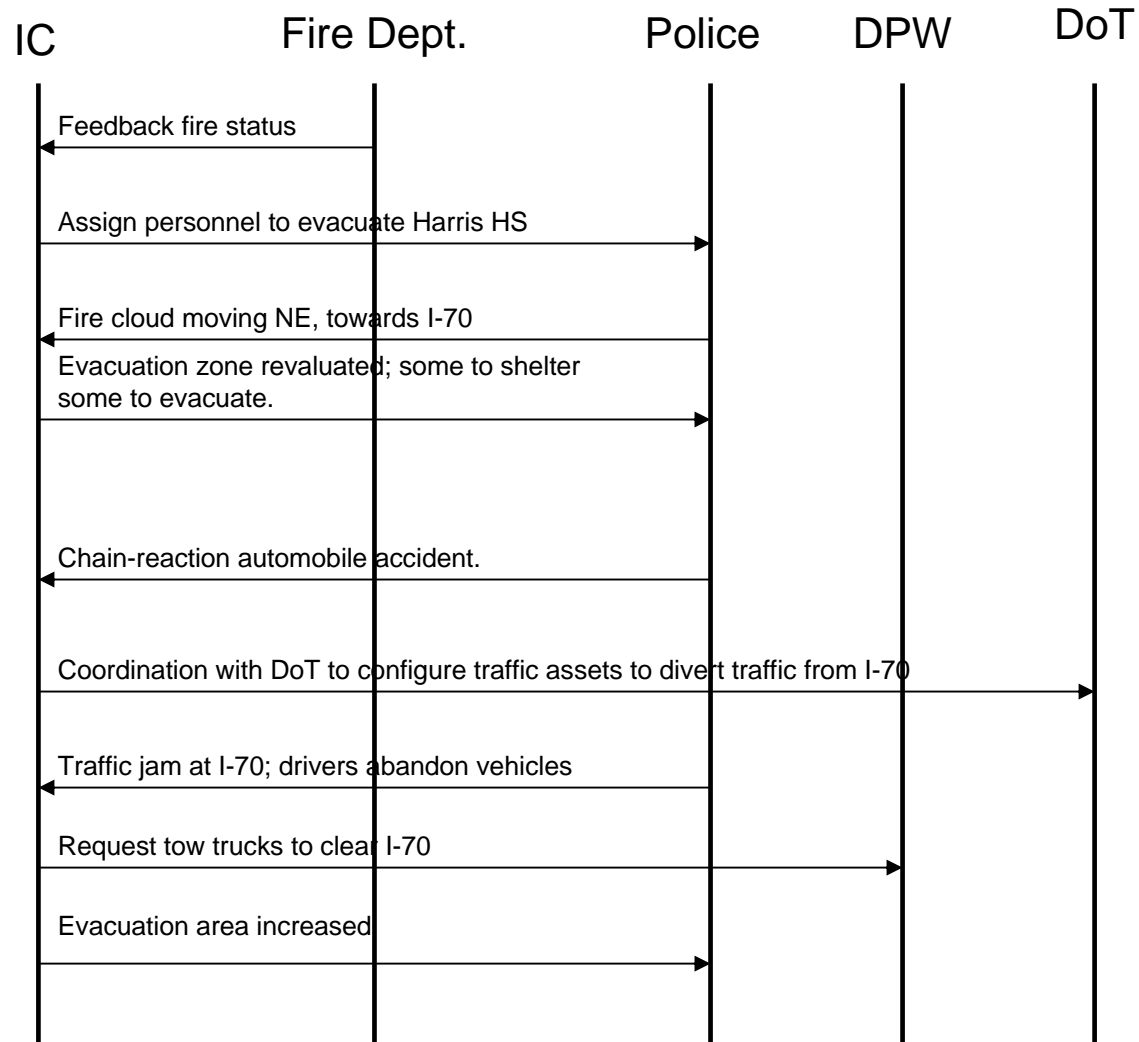 IC Fire Dept. Police DPW DoT
Feedback fire status
Assign personnel to evacuate Harris HS
Fire cloud moving NE, towards I-70
Evacuation zone revaluated; some to shelter
some to evacuate.
Chain-reaction automobile accident.
Coordination with DoT to configure traffic assets to divert traffic from I-70
Traffic jam at I-70; drivers abandon vehicles
Request tow trucks to clear I-70
Evacuation area increased